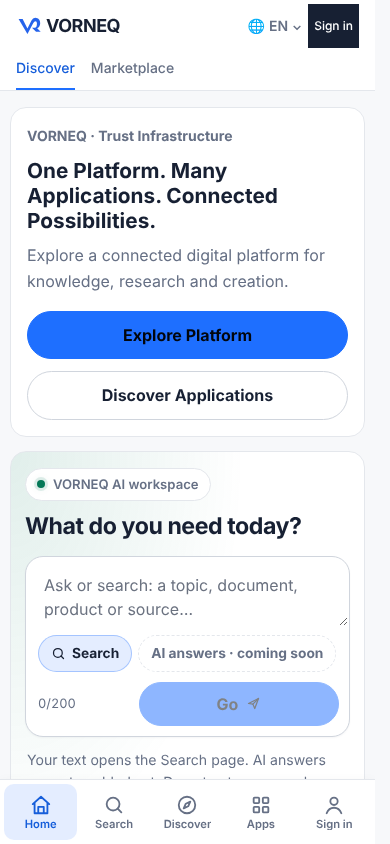 VORNEQ
EN
Sign in
Discover
Marketplace
VORNEQ · Trust Infrastructure
One Platform. Many
Applications. Connected
Possibilities.
Explore a connected digital platform for
knowledge, research and creation.
Explore Platform
Discover Applications
VORNEQ AI workspace
What do you need today?
Ask or search: a topic, document,
product or source...
Search
AI answers · coming soon
0/200
Go
Your text opens the Search page. AI answers
Home
Search
Discover
Apps
Sign in